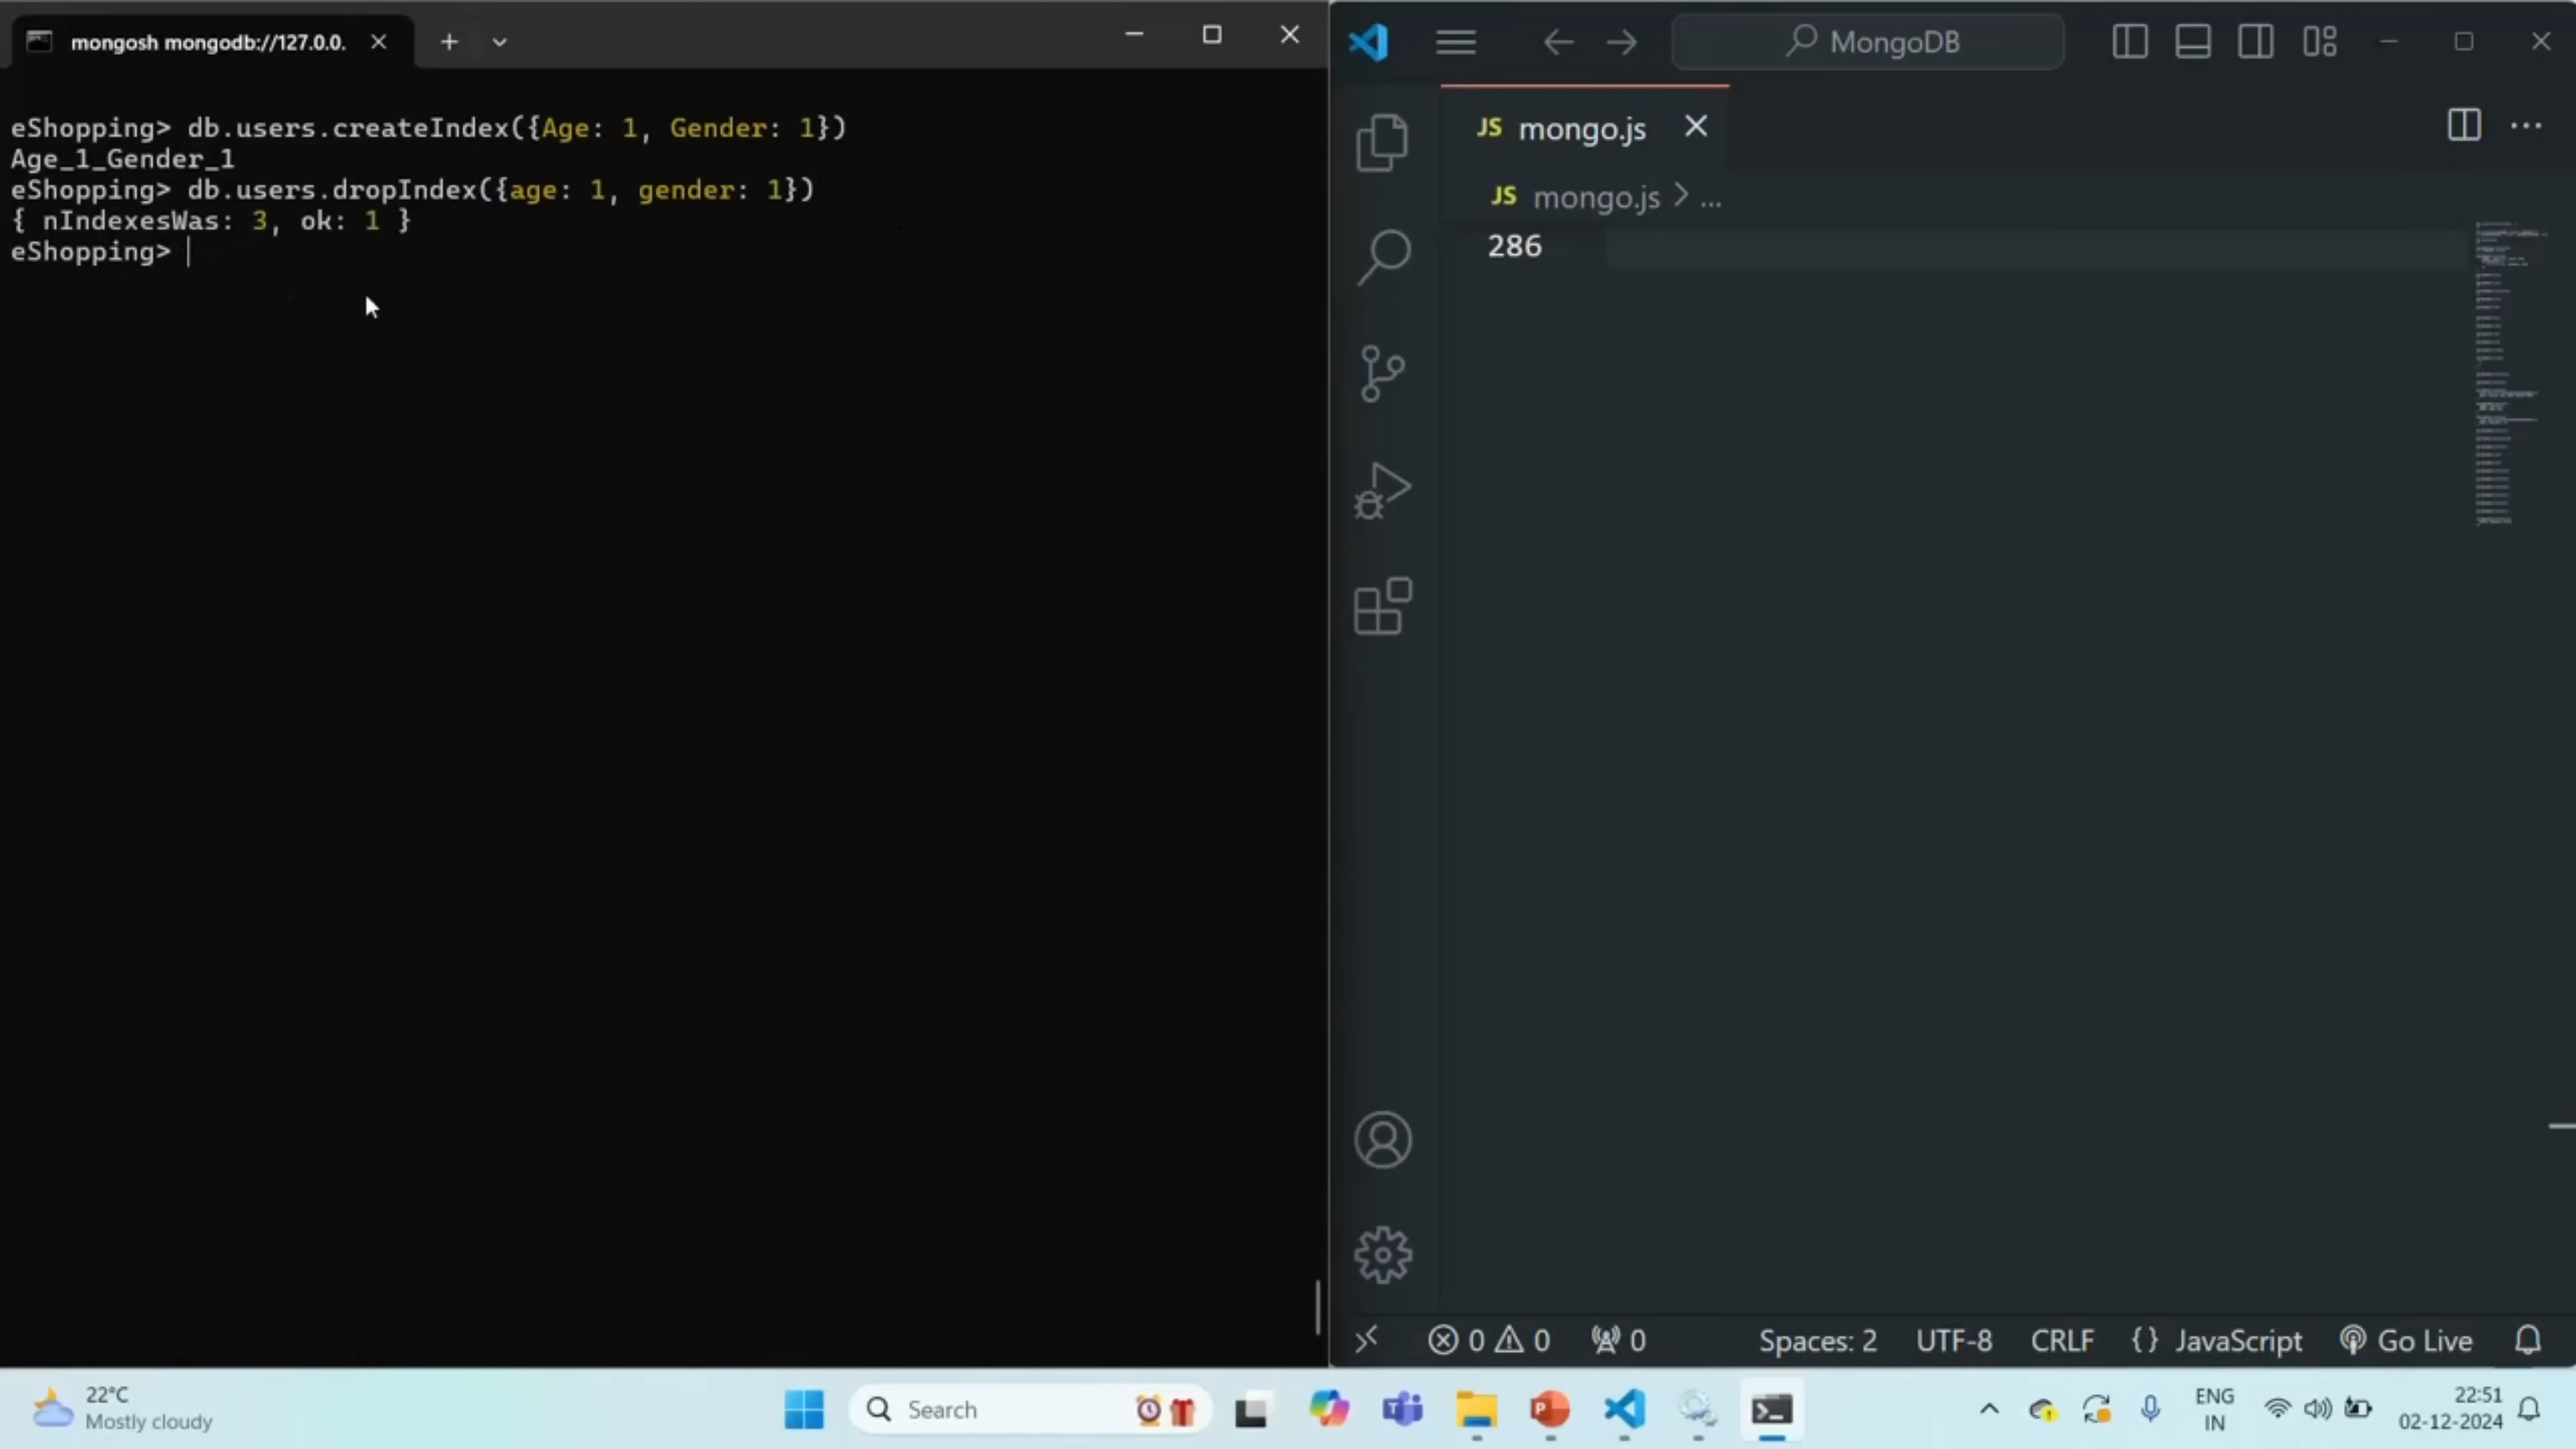 mongosh mongodb://127.0.0.
eShopping> db.users.createIndex({Age: 1, Gender: 1})
Age_1_Gender_1
eShopping> db.users.dropIndex({age: 1, gender: 1})
{ nIndexesWas: 3, ok: 1 }
eShopping>
MongoDB
JS mongo.js
JS mongo.js > ...
286
0 0 0 Spaces: 2 UTF-8 CRLF {} JavaScript Go Live
22°C
Mostly cloudy
Search
ENG
IN
22:51
02-12-2024